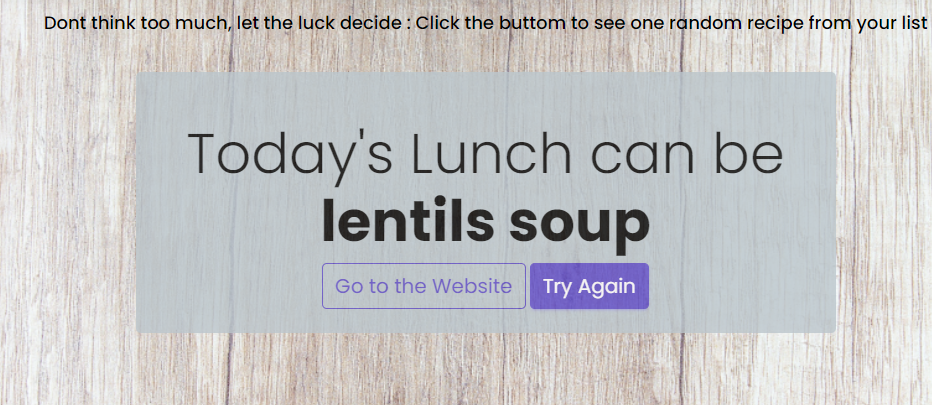 Dont think too much, let the luck decide : Click the buttom to see one random recipe from your list
Today's Lunch can be
lentils soup
Go to the Website
Try Again